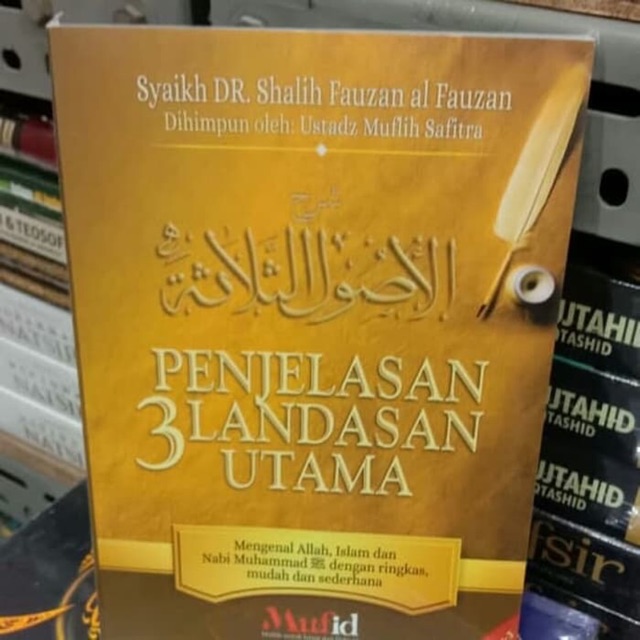 Syaikh DR. Shalih Fauzan al Fauzan
Dihimpun oleh: Ustadz Muflih Safitra
شرح
الأصول الثلاثة
PENJELASAN
3 LANDASAN
UTAMA
Mengenal Allah, Islam dan
Nabi Muhammad ﷺ dengan ringkas,
mudah dan sederhana
Mufid
& TEOSOF
UTAHID
TASHID
UTAHID
TASHID
UTAHID
OTASHID
fsir